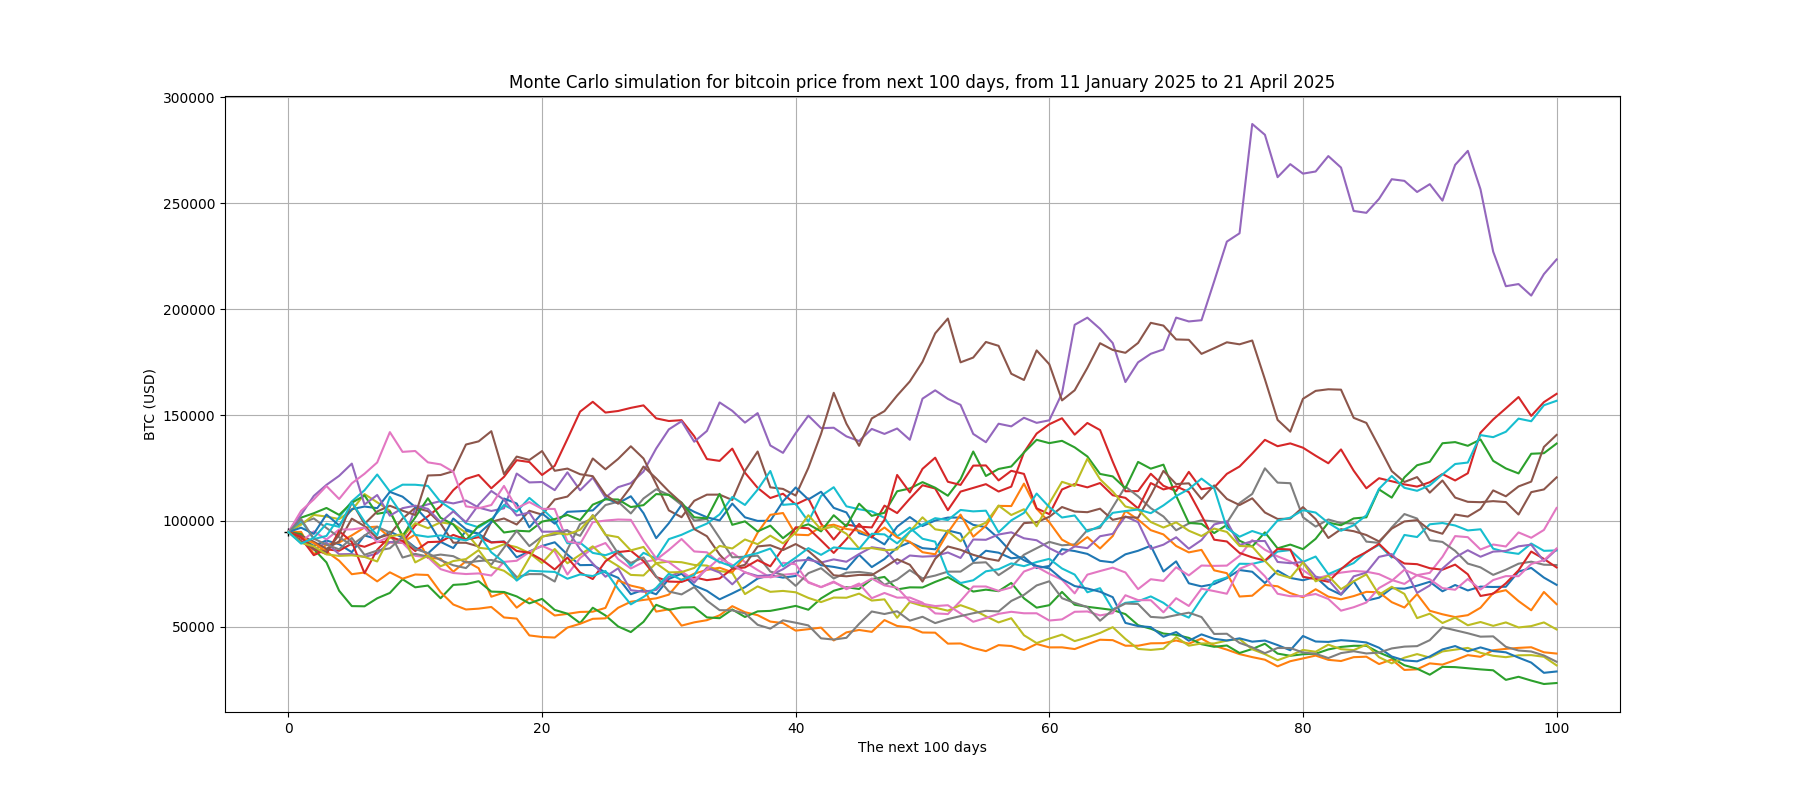 Monte Carlo simulation for bitcoin price from next 100 days, from 11 January 2025 to 21 April 2025
300000
250000
200000
150000
100000
50000
BTC (USD)
0 20 40 60 80 100
The next 100 days